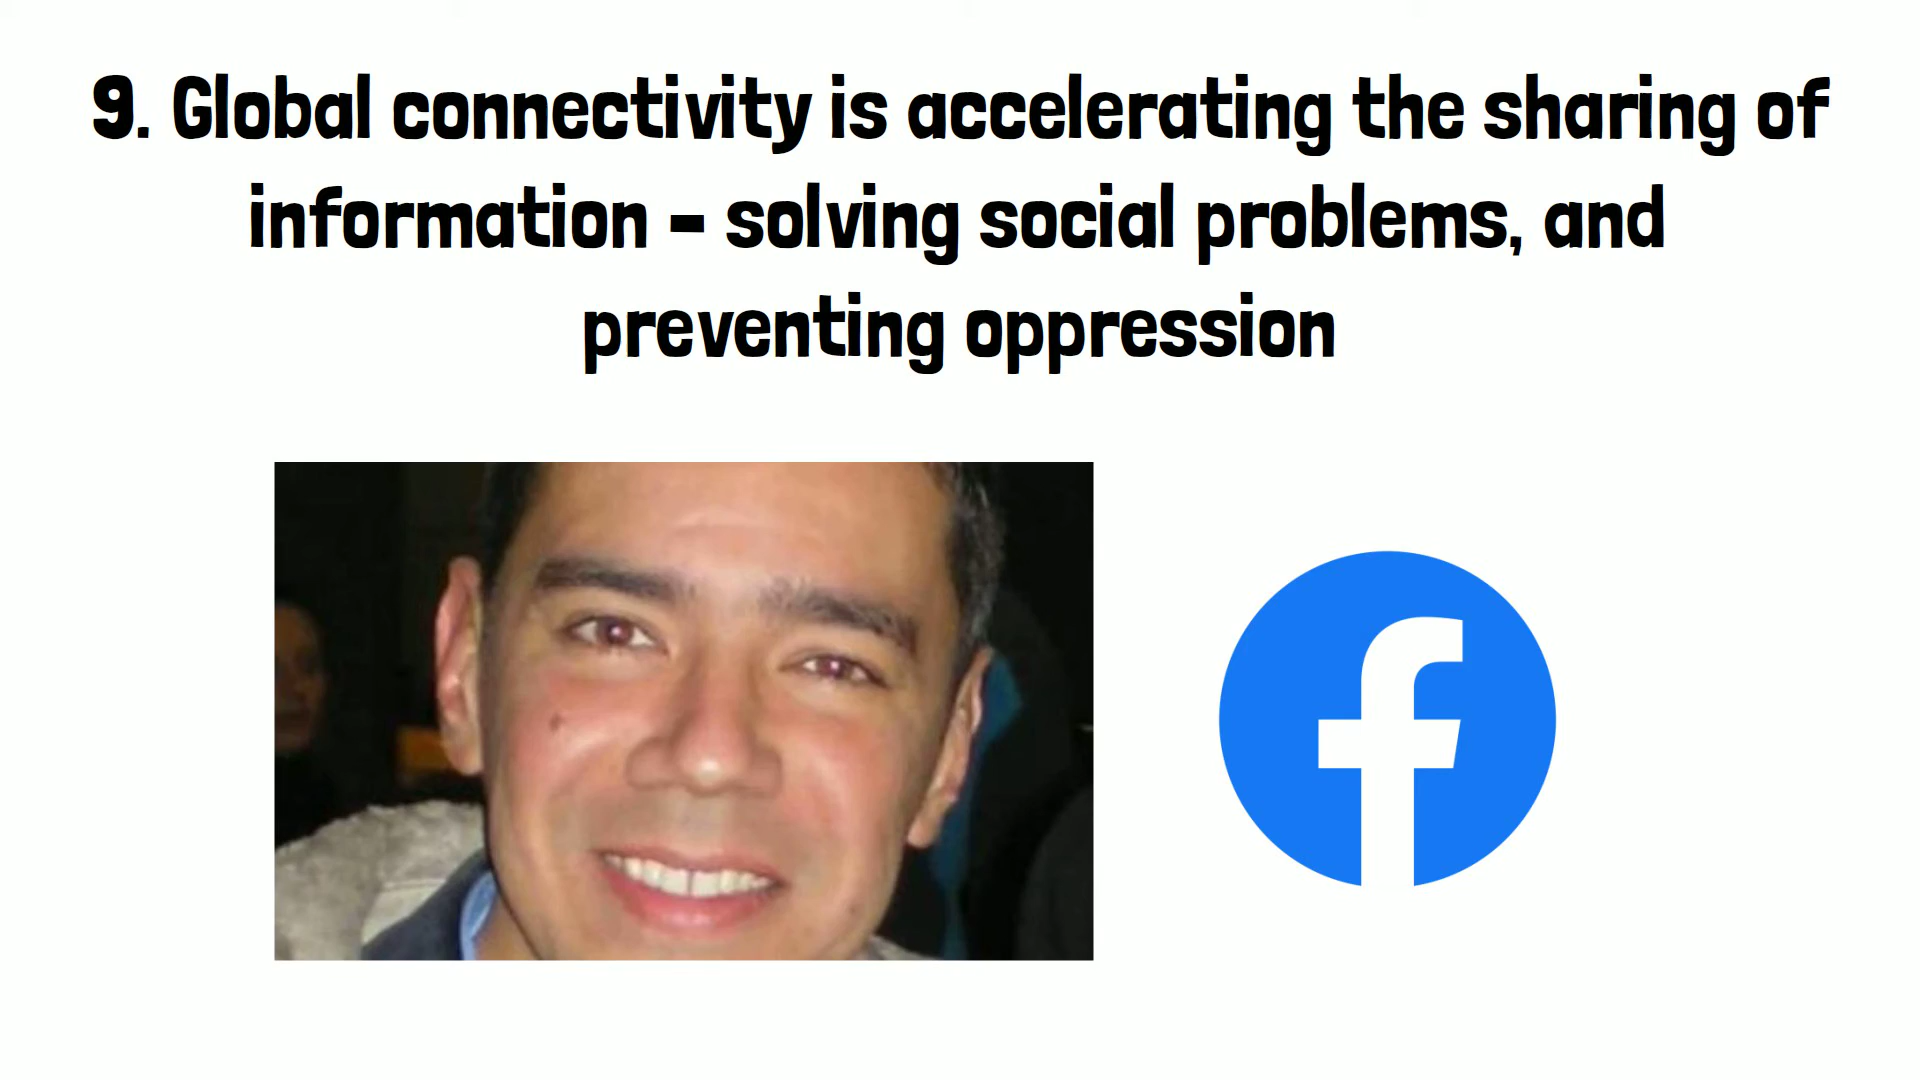 9. Global connectivity is accelerating the sharing of
information - solving social problems, and
preventing oppression